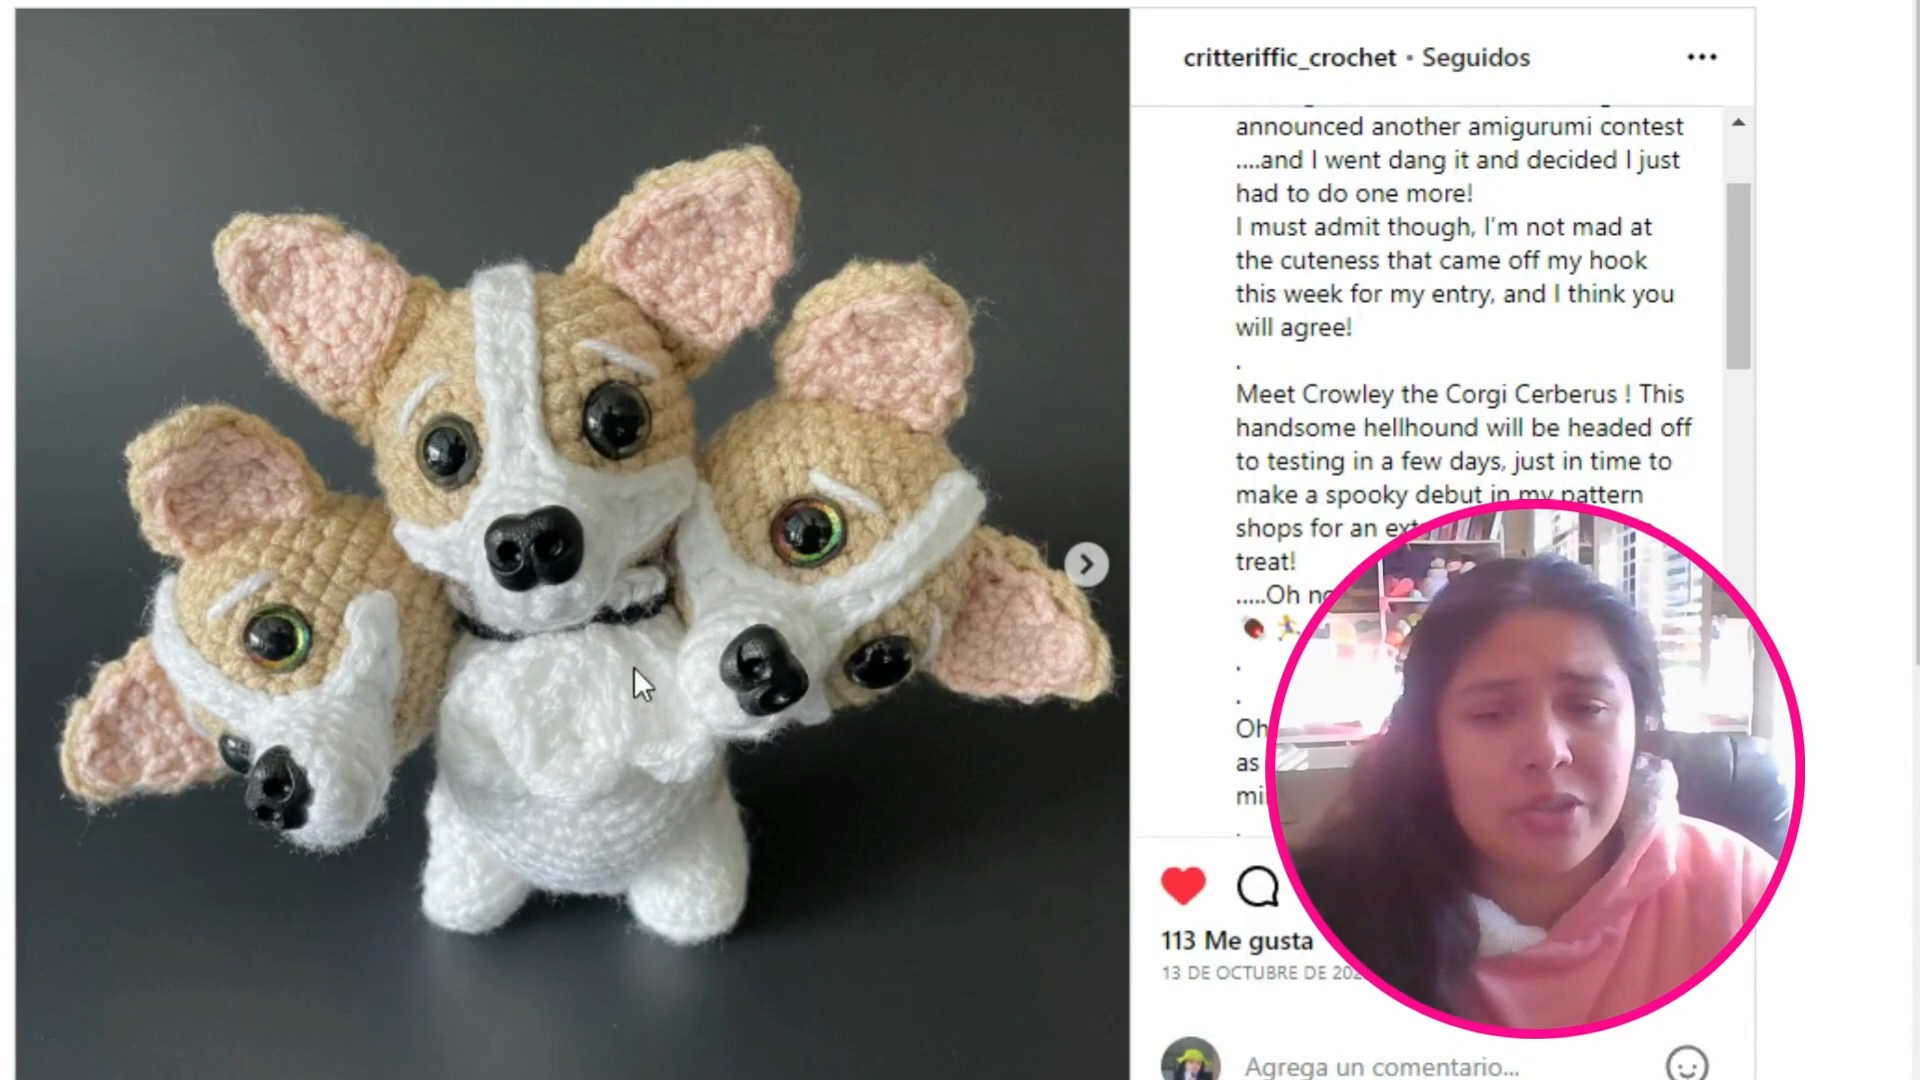 critteriffic_crochet • Seguidos
announced another amigurumi contest
....and I went dang it and decided I just
had to do one more!
I must admit though, I'm not mad at
the cuteness that came off my hook
this week for my entry, and I think you
will agree!
.
Meet Crowley the Corgi Cerberus ! This
handsome hellhound will be headed off
to testing in a few days, just in time to
make a spooky debut in my pattern
shops for an
treat!
.....Oh
.
.
Oh
as
.
113 Me gusta
13 DE OCTUBRE DE
Agrega un comentario...